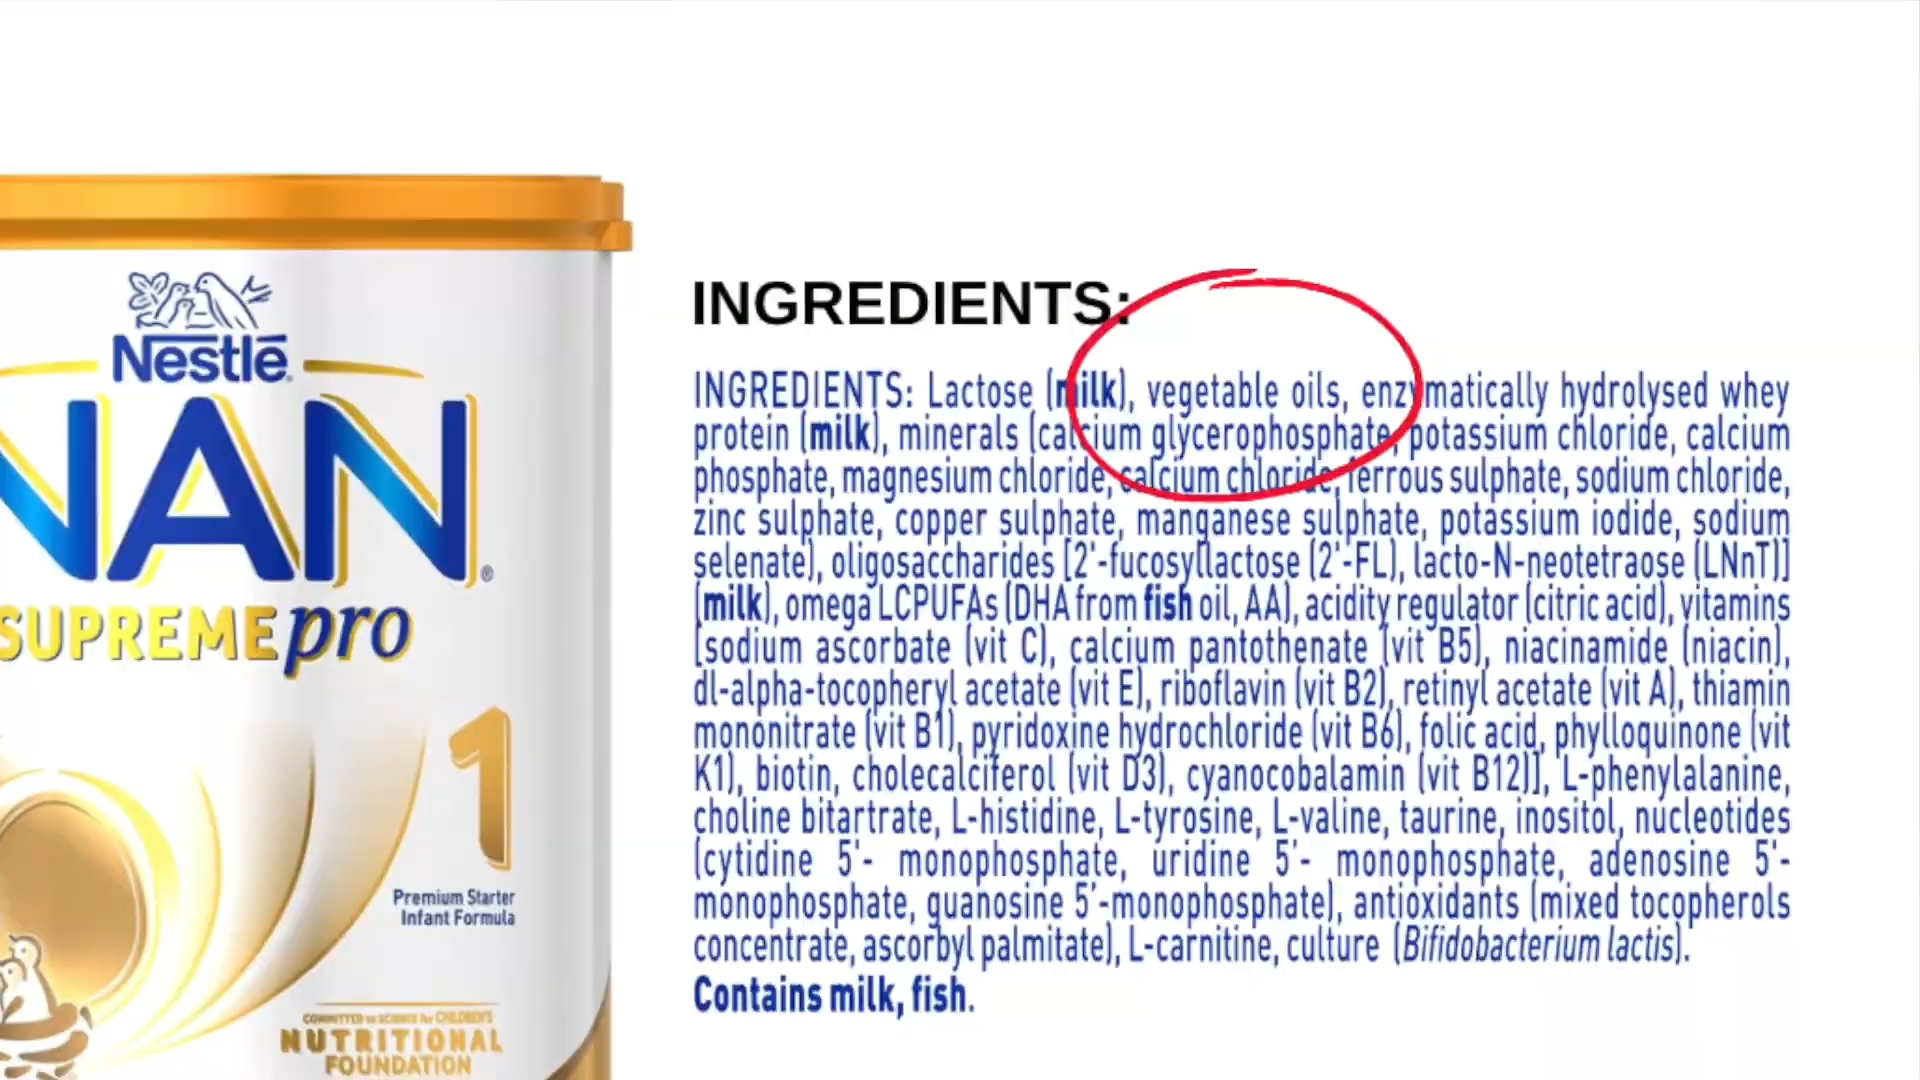 Nestlé
NAN
SUPREMEpro
1
Premium Starter
Infant Formula
COMMITTED to SCIENCE for CHILDREN'S
NUTRITIONAL
FOUNDATION
INGREDIENTS:
INGREDIENTS: Lactose (milk), vegetable oils, enzymatically hydrolysed whey
protein (milk), minerals (calcium glycerophosphate, potassium chloride, calcium
phosphate, magnesium chloride, calcium chloride, ferrous sulphate, sodium chloride,
zinc sulphate, copper sulphate, manganese sulphate, potassium iodide, sodium
selenate), oligosaccharides [2'-fucosyllactose (2'-FL), lacto-N-neotetraose (LNnT)]
(milk), omega LCPUFAs (DHA from fish oil, AA), acidity regulator (citric acid), vitamins
[sodium ascorbate (vit C), calcium pantothenate (vit B5), niacinamide (niacin),
dl-alpha-tocopheryl acetate (vit E), riboflavin (vit B2), retinyl acetate (vit A), thiamin
mononitrate (vit B1), pyridoxine hydrochloride (vit B6), folic acid, phylloquinone (vit
K1), biotin, cholecalciferol (vit D3), cyanocobalamin (vit B12)], L-phenylalanine,
choline bitartrate, L-histidine, L-tyrosine, L-valine, taurine, inositol, nucleotides
(cytidine 5'- monophosphate, uridine 5'- monophosphate, adenosine 5'-
monophosphate, guanosine 5'-monophosphate), antioxidants (mixed tocopherols
concentrate, ascorbyl palmitate), L-carnitine, culture (Bifidobacterium lactis).
Contains milk, fish.